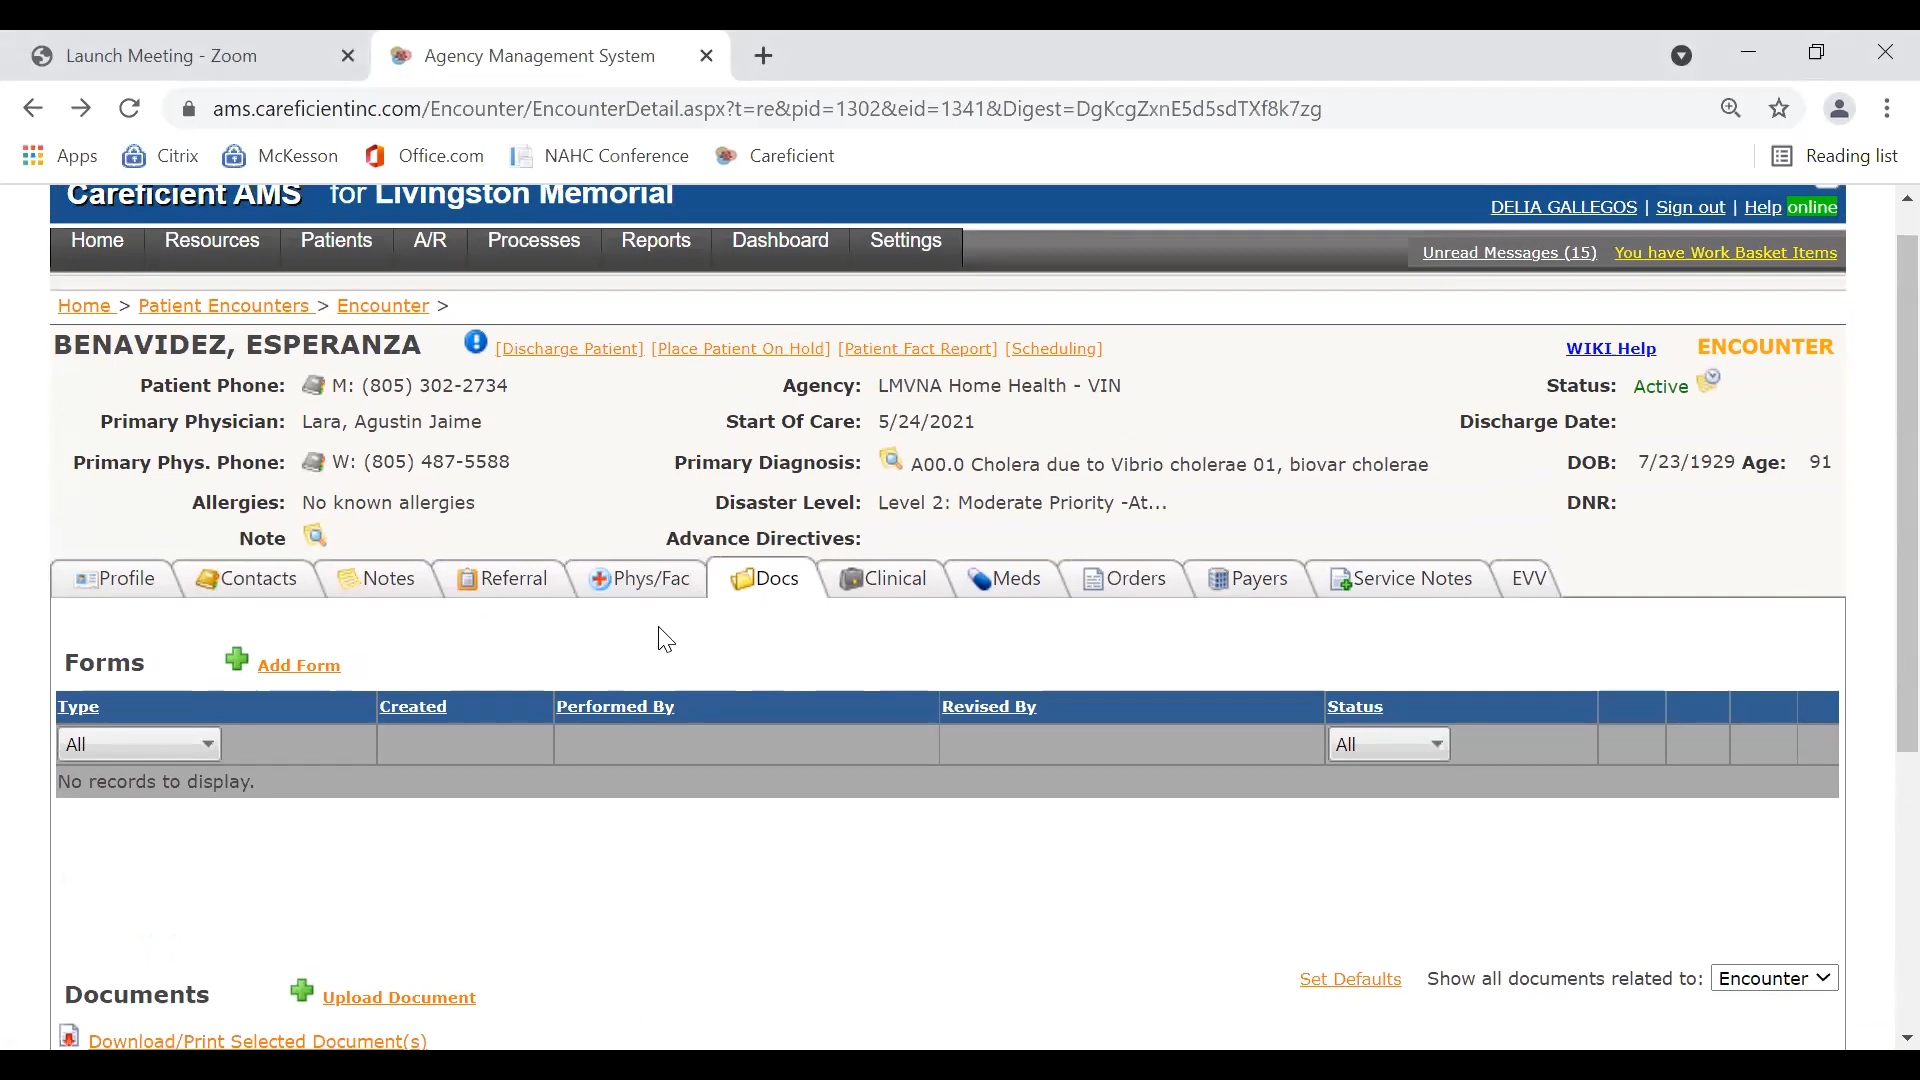 Launch Meeting - Zoom
Agency Management System
ams.careficientinc.com/Encounter/EncounterDetail.aspx?t=re&pid=1302&eid=1341&Digest=DgKcgZxnE5d5sdTXf8k7zg
Apps Citrix McKesson Office.com NAHC Conference Careficient Reading list
Careficient AMS for Livingston Memorial
DELIA GALLEGOS | Sign out | Help online
Home Resources Patients A/R Processes Reports Dashboard Settings
Unread Messages (15) You have Work Basket Items
Home > Patient Encounters > Encounter >
BENAVIDEZ, ESPERANZA [Discharge Patient] [Place Patient On Hold] [Patient Fact Report] [Scheduling] WIKI Help ENCOUNTER
Patient Phone: M: (805) 302-2734 Agency: LMVNA Home Health - VIN Status: Active
Primary Physician: Lara, Agustin Jaime Start Of Care: 5/24/2021 Discharge Date:
Primary Phys. Phone: W: (805) 487-5588 Primary Diagnosis: A00.0 Cholera due to Vibrio cholerae 01, biovar cholerae DOB: 7/23/1929 Age: 91
Allergies: No known allergies Disaster Level: Level 2: Moderate Priority -At... DNR:
Note Advance Directives:
Profile Contacts Notes Referral Phys/Fac Docs Clinical Meds Orders Payers Service Notes EVV
Forms Add Form
Type Created Performed By Revised By Status
All All
No records to display.
Set Defaults Show all documents related to: Encounter
Documents Upload Document
Download/Print Selected Document(s)